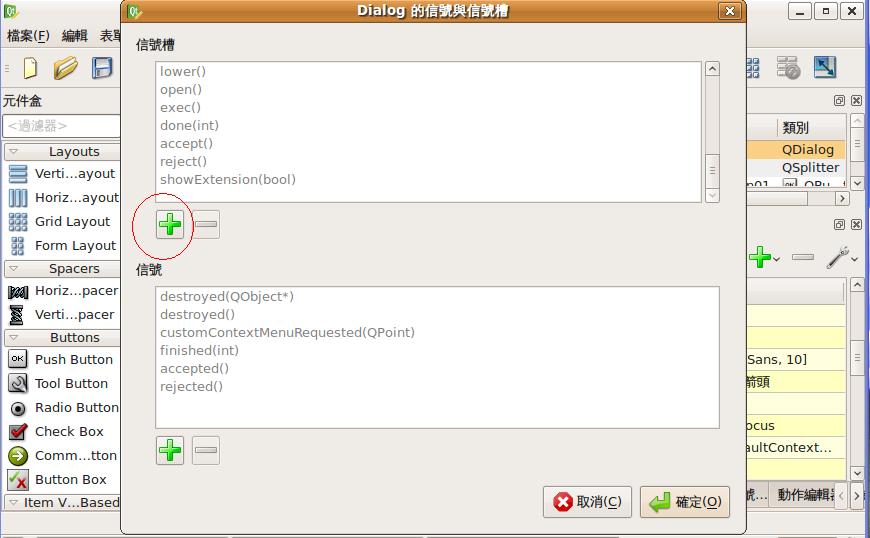 Dialog 的信號與信號槽
檔案(F) 編輯 表單
元件盒
<過濾器>
Layouts
Verti...ayout
Horiz...ayout
Grid Layout
Form Layout
Spacers
Horiz...pacer
Verti...pacer
Buttons
Push Button
Tool Button
Radio Button
Check Box
Comm...tton
Button Box
Item V...Based
信號槽
lower()
open()
exec()
done(int)
accept()
reject()
showExtension(bool)
信號
destroyed(QObject*)
destroyed()
customContextMenuRequested(QPoint)
finished(int)
accepted()
rejected()
取消(C)
確定(O)
類別
QDialog
QSplitter
Sans, 10]
箭頭
ocus
aultContext...
號... 動作編輯器